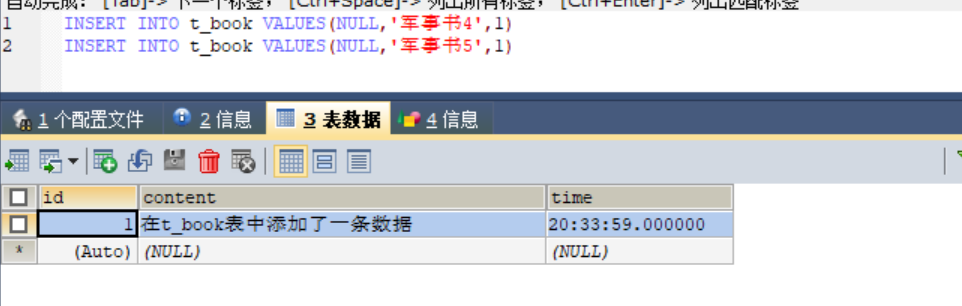 自动完成： [Tab]-> 下一个标签， [Ctrl+Space]-> 列出所有标签， [Ctrl+Enter]-> 列出匹配标签
1 INSERT INTO t_book VALUES(NULL,'军事书4',1)
2 INSERT INTO t_book VALUES(NULL,'军事书5',1)
1 个配置文件 2 信息 3 表数据 4 信息
id content time
1 在t_book表中添加了一条数据 20:33:59.000000
* (Auto) (NULL) (NULL)